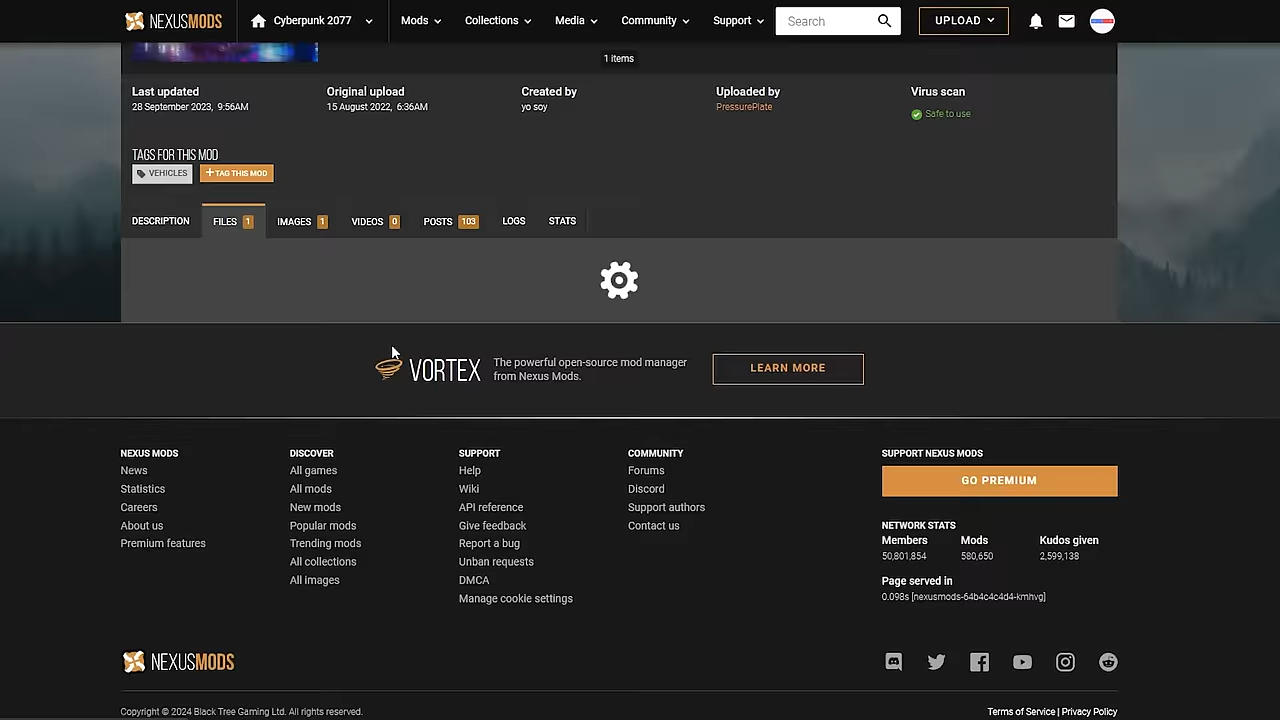 NEXUSMODS Cyberpunk 2077 Mods Collections Media Community Support Search UPLOAD
1 items
Last updated Original upload Created by Uploaded by Virus scan
28 September 2023, 9:56AM 15 August 2022, 6:36AM yo soy PressurePlate Safe to use
TAGS FOR THIS MOD
VEHICLES +TAG THIS MOD
DESCRIPTION FILES 1 IMAGES 1 VIDEOS 0 POSTS 103 LOGS STATS
VORTEX The powerful open-source mod manager
from Nexus Mods.
LEARN MORE
NEXUS MODS
News
Statistics
Careers
About us
Premium features
DISCOVER
All games
All mods
New mods
Popular mods
Trending mods
All collections
All images
SUPPORT
Help
Wiki
API reference
Give feedback
Report a bug
Unban requests
DMCA
Manage cookie settings
COMMUNITY
Forums
Discord
Support authors
Contact us
SUPPORT NEXUS MODS
GO PREMIUM
NETWORK STATS
Members Mods Kudos given
50,801,854 580,650 2,599,138
Page served in
0.098s [nexusmods-64b4c4c4d4-kmhvg]
NEXUSMODS
Copyright © 2024 Black Tree Gaming Ltd. All rights reserved.
Terms of Service | Privacy Policy